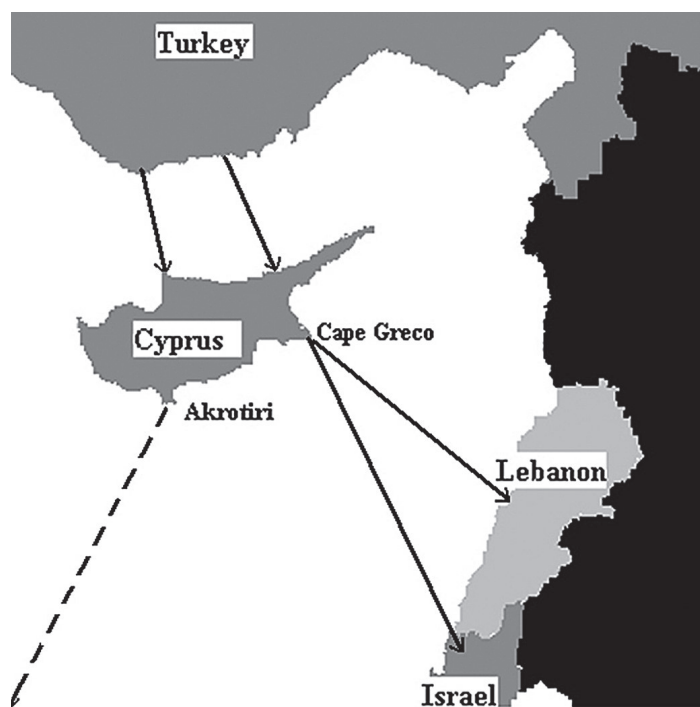 Turkey
Cyprus
Cape Greco
Akrotiri
Lebanon
Israel